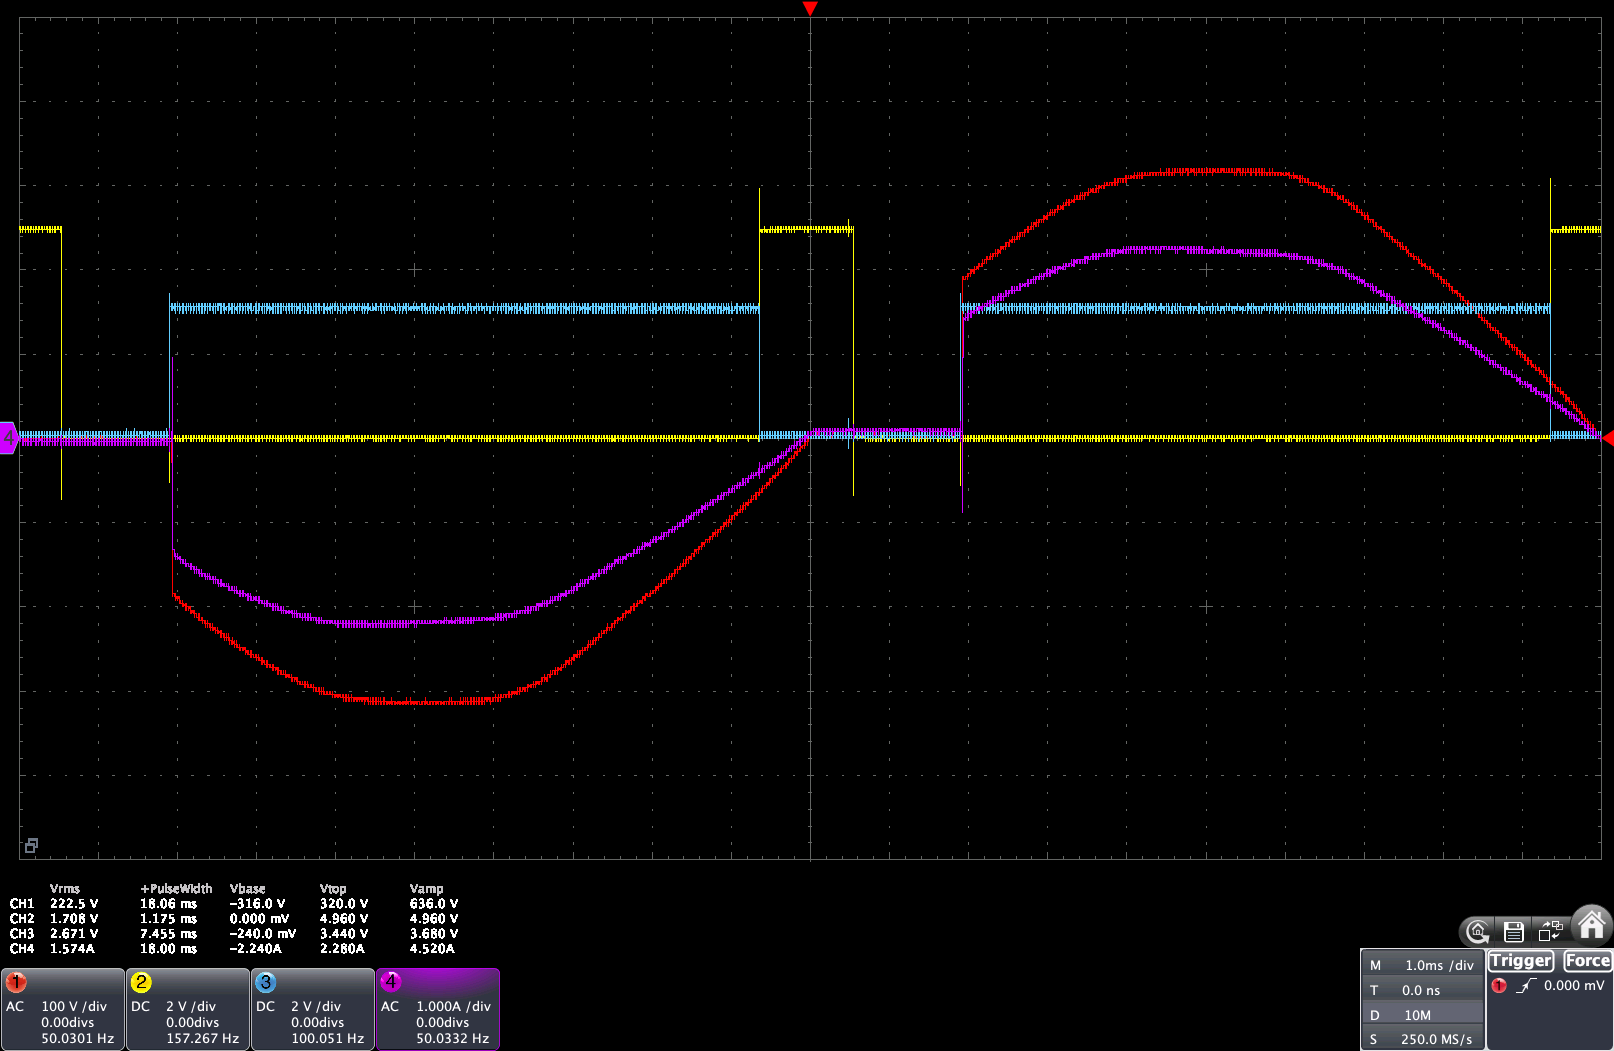 4
Vrms +PulseWidth Vbase Vtop Vamp
CH1 222.5 V 18.06 ms -316.0 V 320.0 V 636.0 V
CH2 1.708 V 1.175 ms 0.000 mV 4.960 V 4.960 V
CH3 2.671 V 7.455 ms -240.0 mV 3.440 V 3.680 V
CH4 1.574A 18.00 ms -2.240A 2.280A 4.520A
1
AC 100 V /div
0.00divs
50.0301 Hz
2
DC 2 V /div
0.00divs
157.267 Hz
3
DC 2 V /div
0.00divs
100.051 Hz
4
AC 1.000A /div
0.00divs
50.0332 Hz
M 1.0ms /div
T 0.0 ns
D 10M
S 250.0 MS/s
Trigger Force
1 0.000 mV